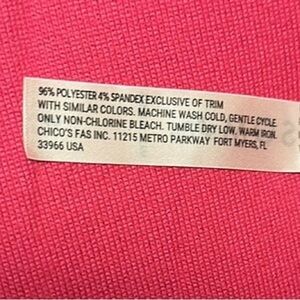 96% POLYESTER 4% SPANDEX EXCLUSIVE OF TRIM
WITH SIMILAR COLORS. MACHINE WASH COLD, GENTLE CYCLE
ONLY NON-CHLORINE BLEACH. TUMBLE DRY LOW, WARM IRON.
CHICO'S FAS INC. 11215 METRO PARKWAY FORT MYERS, FL
33966 USA